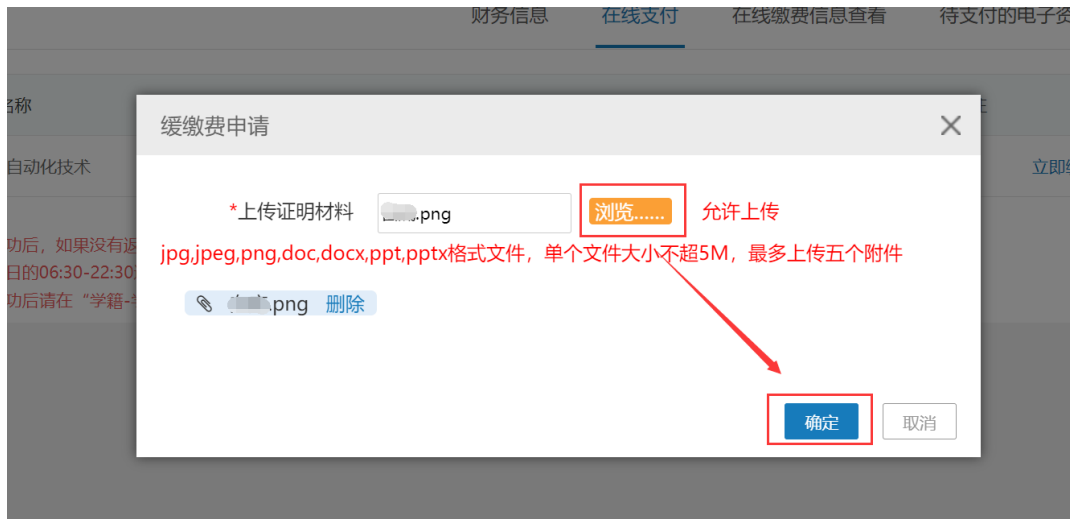 财务信息 在线支付 在线缴费信息查看 待支付的电子资
名称
缓缴费申请
自动化技术 立即
*上传证明材料 .png 浏览...... 允许上传
功后，如果没有返
jpg,jpeg,png,doc,docx,ppt,pptx格式文件，单个文件大小不超5M，最多上传五个附件
日的06:30-22:30
功后请在“学籍-
.png 删除
确定 取消